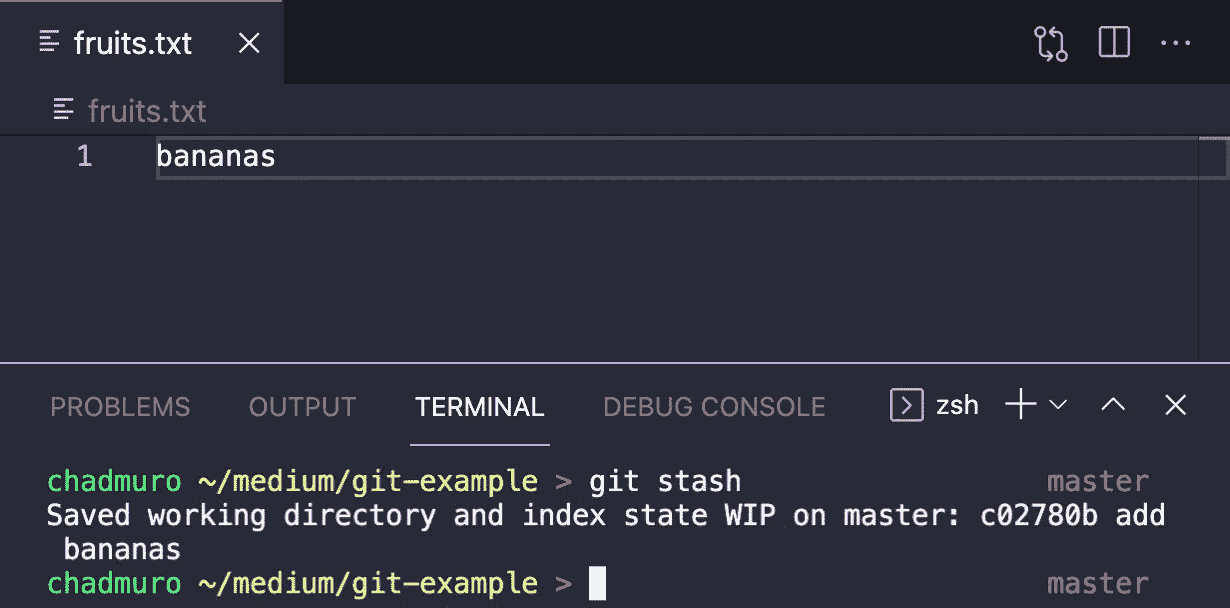 fruits.txt
fruits.txt
1 bananas
PROBLEMS OUTPUT TERMINAL DEBUG CONSOLE zsh
chadmuro ~/medium/git-example > git stash master
Saved working directory and index state WIP on master: c02780b add
bananas
chadmuro ~/medium/git-example > master